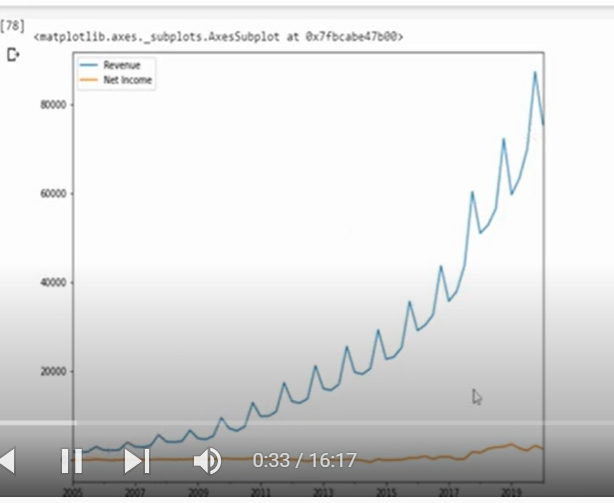 [78]
<matplotlib.axes._subplots.AxesSubplot at 0x7fbcabe47b00>
Revenue
Net Income
80000
60000
40000
20000
0:33 / 16:17
2005 2007 2009 2011 2013 2015 2017 2019